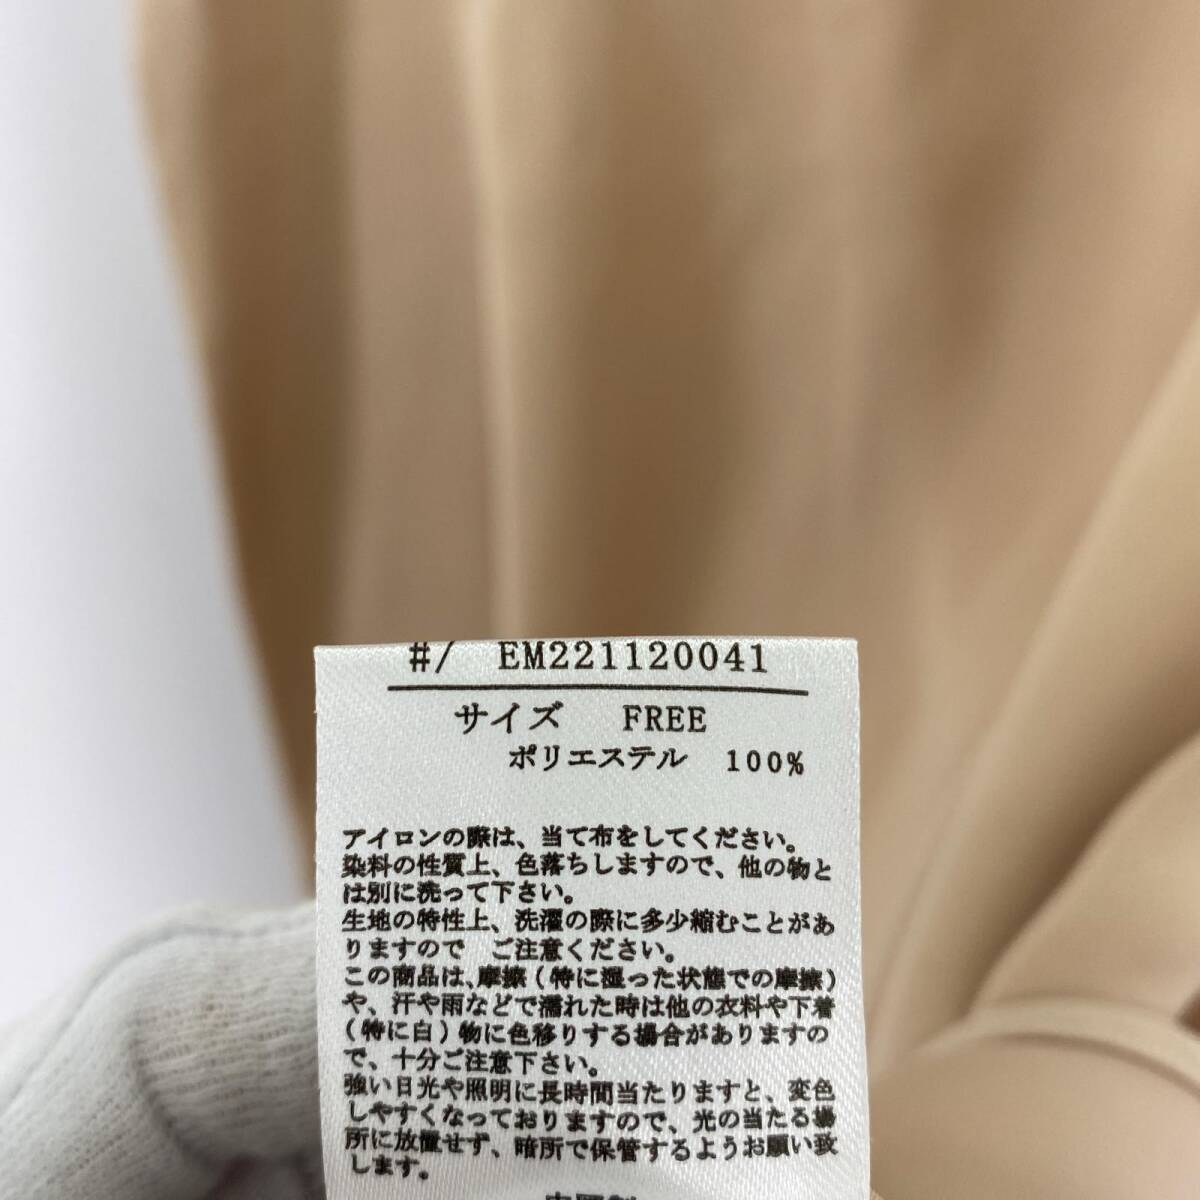 #/ EM221120041
サイズ FREE
ポリエステル 100%
アイロンの際は、当て布をしてください。
染料の性質上、色落ちしますので、他の物と
は別に洗って下さい。
生地の特性上、洗濯の際に多少縮むことがあ
りますので ご注意ください。
この商品は、摩擦(特に湿った状態での摩擦)
や、汗や雨などで濡れた時は他の衣料や下着
(特に白)物に色移りする場合がありますの
で、十分ご注意下さい。
強い日光や照明に長時間当たりますと、変色
しやすくなっておりますので、光の当たる場
所に放置せず、暗所で保管するようお願い致
します。